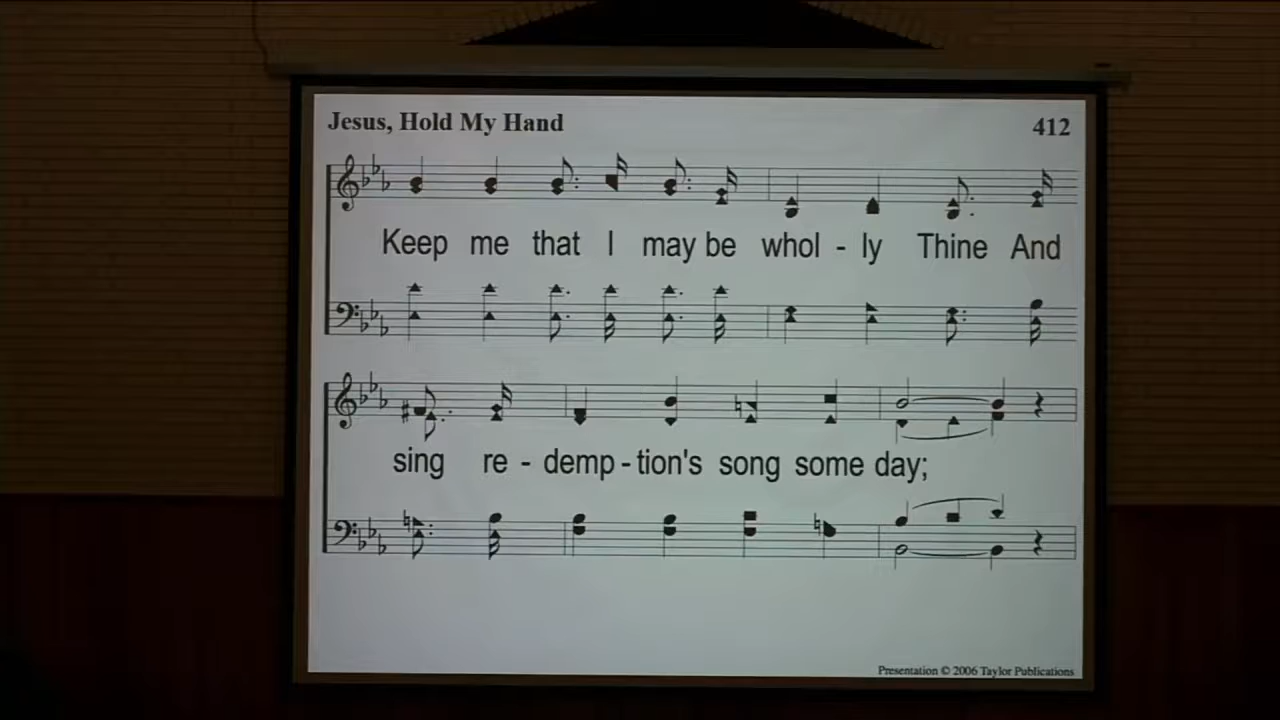 Jesus, Hold My Hand
412
Keep me that I may be whol - ly Thine And
sing re - demp - tion's song some day;
Presentation © 2006 Taylor Publications